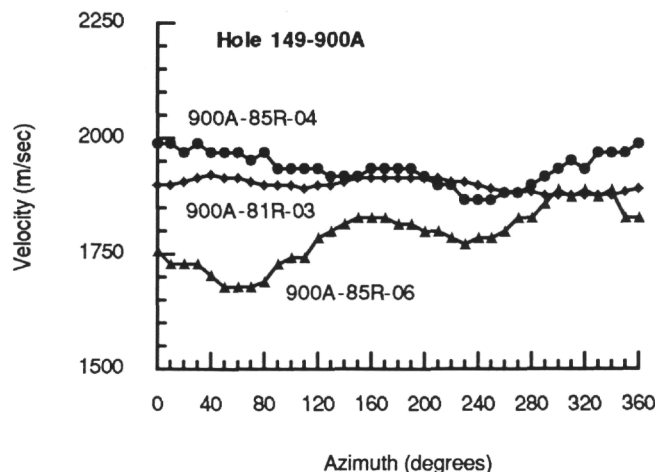 Hole 149-900A
2250
2000
1750
1500
Velocity (m/sec)
900A-85R-04
900A-81R-03
900A-85R-06
0 40 80 120 160 200 240 280 320 360
Azimuth (degrees)